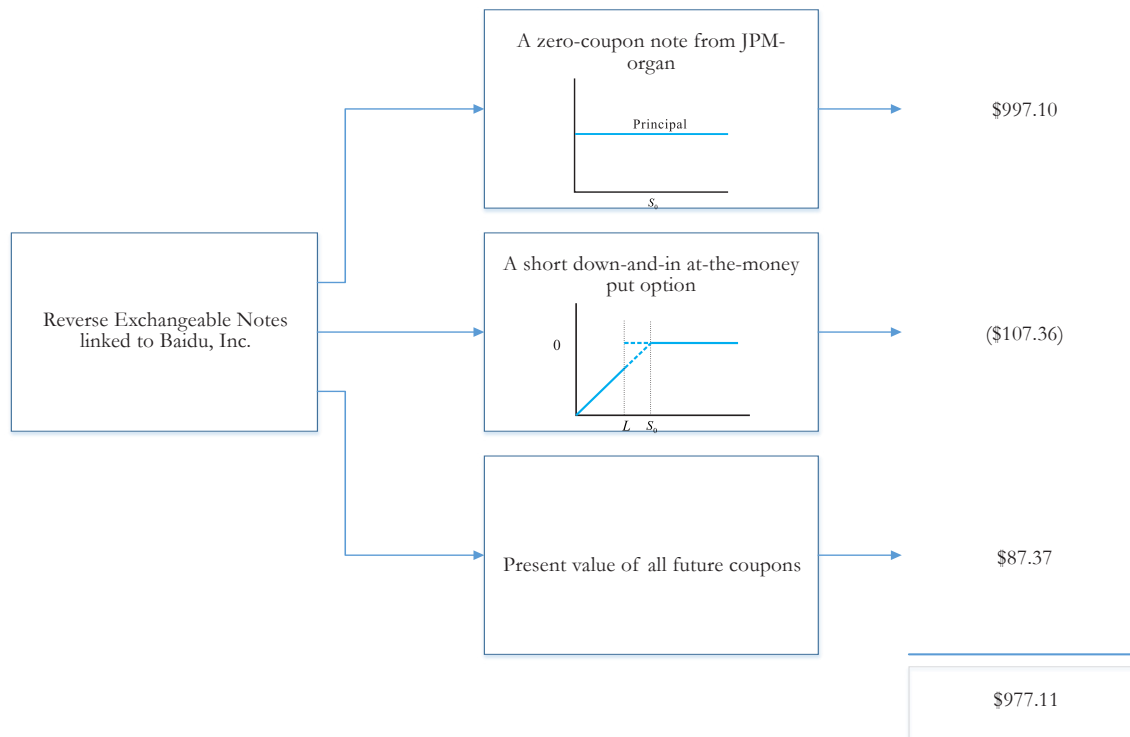 Reverse Exchangeable Notes
linked to Baidu, Inc.
A zero-coupon note from JPM-
organ
Principal
S₀
$997.10
A short down-and-in at-the-money
put option
0
L S₀
($107.36)
Present value of all future coupons
$87.37
$977.11